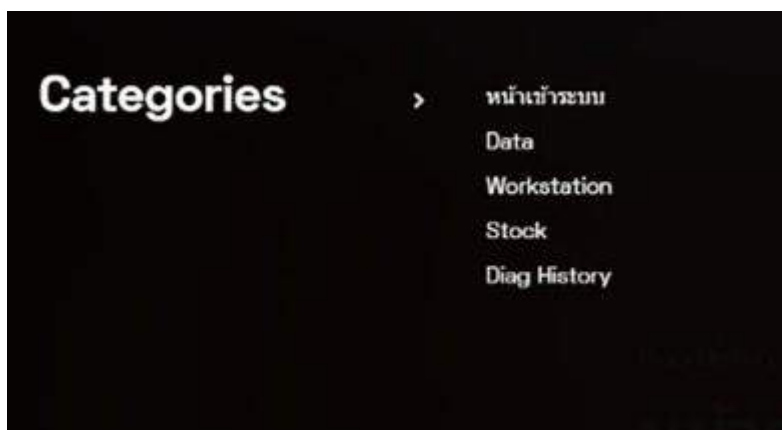 Categories
›
หน้าเข้าระบบ
Data
Workstation
Stock
Diag History